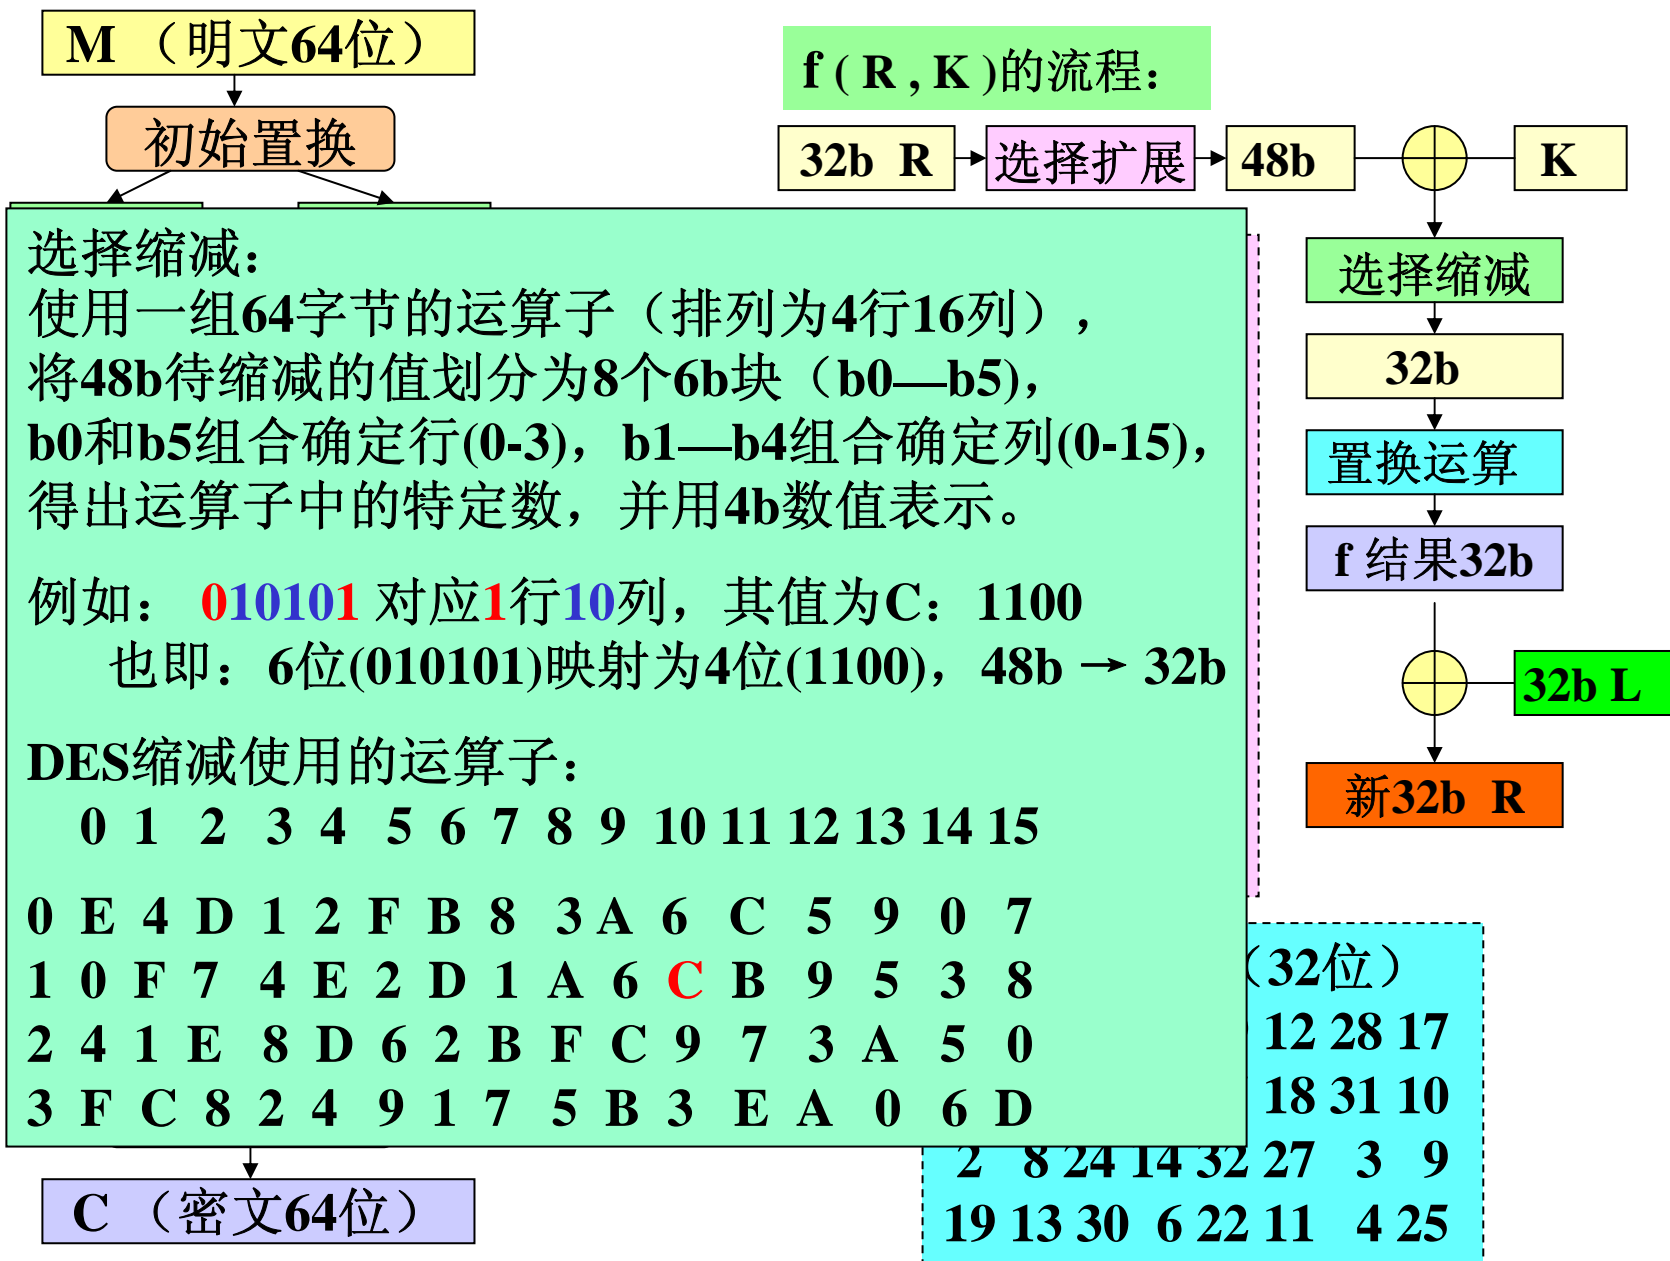 M （明文64位）
初始置换
f ( R , K )的流程：
32b R
选择扩展
48b
K
选择缩减
32b
置换运算
f 结果32b
32b L
新32b R
选择缩减：
使用一组64字节的运算子（排列为4行16列），
将48b待缩减的值划分为8个6b块（b0—b5)，
b0和b5组合确定行(0-3)，b1—b4组合确定列(0-15)，
得出运算子中的特定数，并用4b数值表示。
例如： 010101 对应1行10列，其值为C：1100
也即：6位(010101)映射为4位(1100)，48b → 32b
DES缩减使用的运算子：
0 1 2 3 4 5 6 7 8 9 10 11 12 13 14 15
0 E 4 D 1 2 F B 8 3 A 6 C 5 9 0 7
1 0 F 7 4 E 2 D 1 A 6 C B 9 5 3 8
2 4 1 E 8 D 6 2 B F C 9 7 3 A 5 0
3 F C 8 2 4 9 1 7 5 B 3 E A 0 6 D
（32位）
12 28 17
18 31 10
2 8 24 14 32 27 3 9
19 13 30 6 22 11 4 25
C （密文64位）